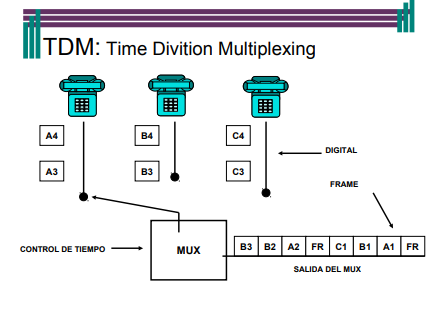 TDM: Time Divition Multiplexing
A4 B4 C4
DIGITAL
A3 B3 C3
FRAME
CONTROL DE TIEMPO
MUX
B3 B2 A2 FR C1 B1 A1 FR
SALIDA DEL MUX